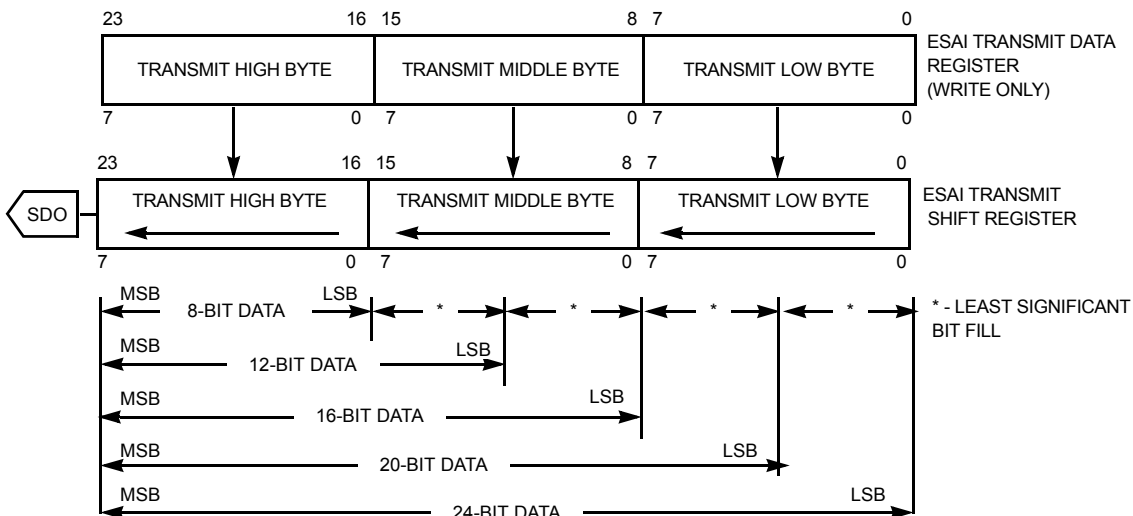 23 16 15 8 7 0
TRANSMIT HIGH BYTE TRANSMIT MIDDLE BYTE TRANSMIT LOW BYTE
ESAI TRANSMIT DATA
REGISTER
(WRITE ONLY)
7 0 7 0 7 0
23 16 15 8 7 0
SDO
TRANSMIT HIGH BYTE TRANSMIT MIDDLE BYTE TRANSMIT LOW BYTE
ESAI TRANSMIT
SHIFT REGISTER
7 0 7 0 7 0
MSB 8-BIT DATA LSB * * * *
* - LEAST SIGNIFICANT
BIT FILL
MSB 12-BIT DATA LSB
MSB 16-BIT DATA LSB
MSB 20-BIT DATA LSB
MSB 24-BIT DATA LSB